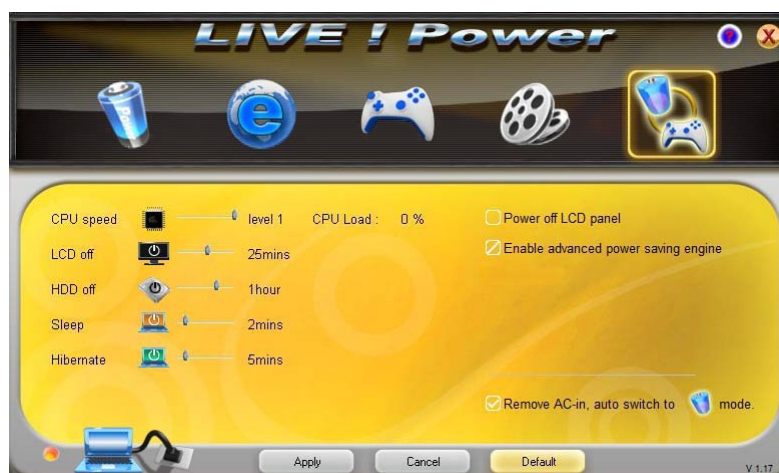 LIVE ! Power
CPU speed level 1 CPU Load : 0 % Power off LCD panel
LCD off 25mins Enable advanced power saving engine
HDD off 1hour
Sleep 2mins
Hibernate 5mins
Remove AC-in, auto switch to mode.
Apply Cancel Default
V 1.17